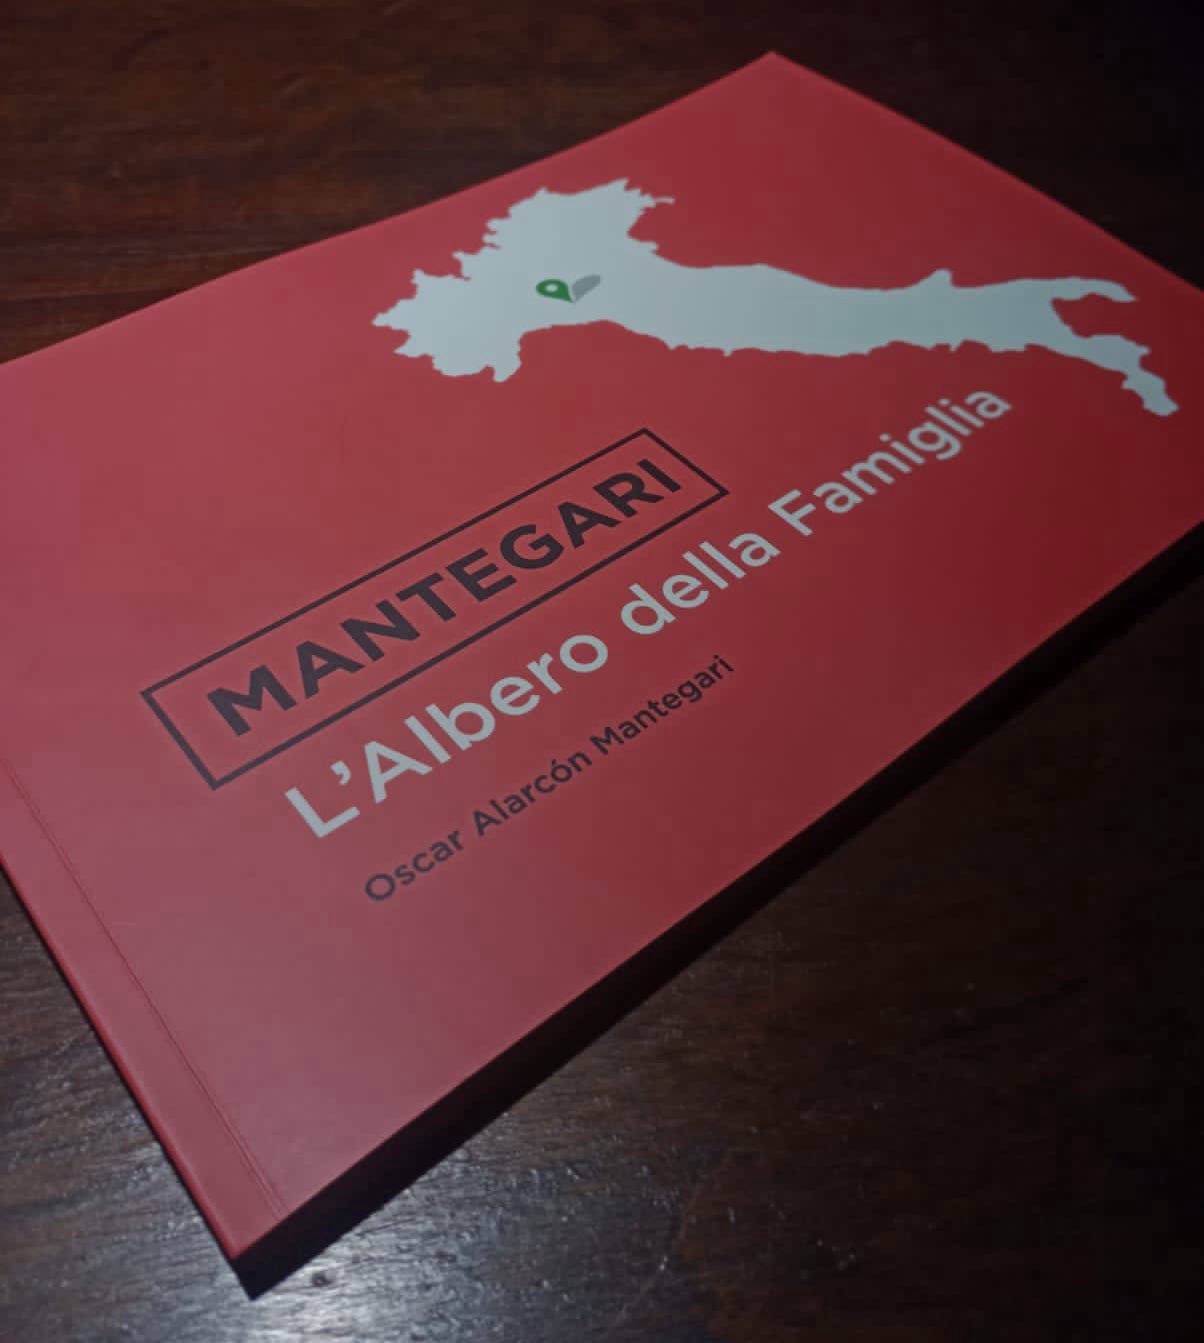 MANTEGARI
L'Albero della Famiglia
Oscar Alarcón Mantegari